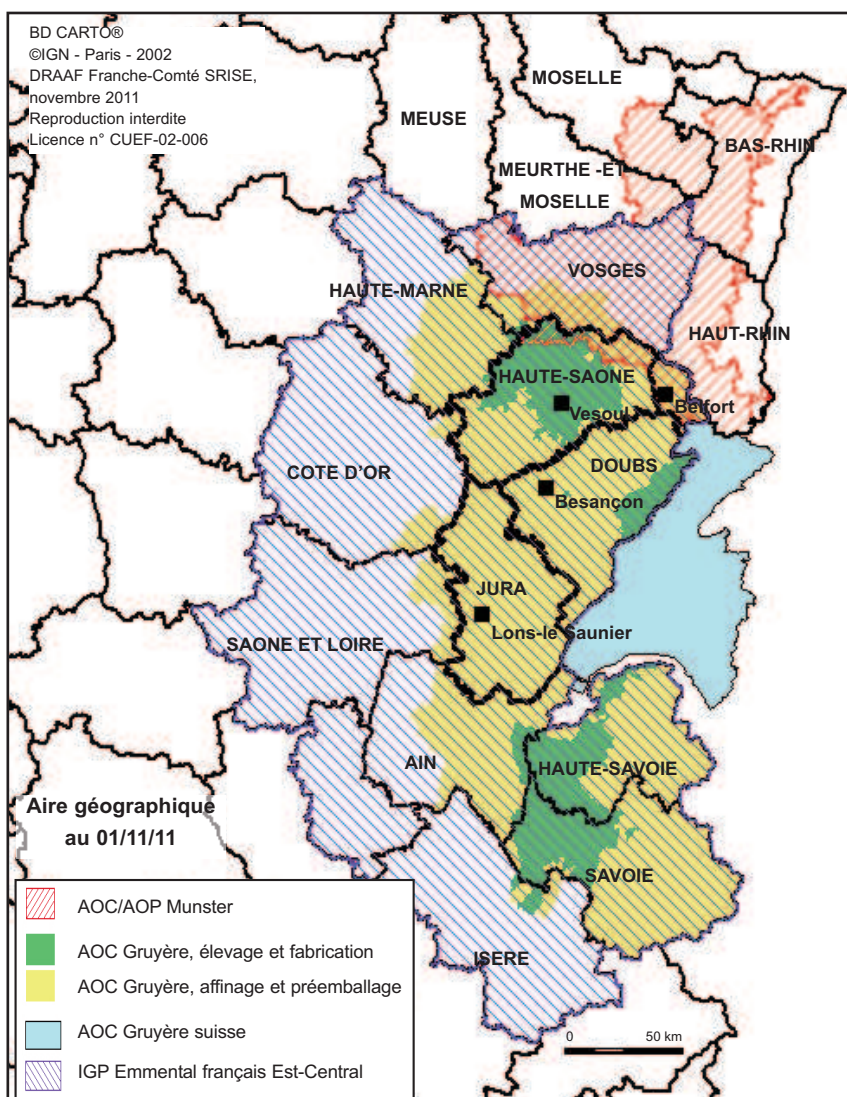 BD CARTO®
©IGN - Paris - 2002
DRAAF Franche-Comté SRISE,
novembre 2011
Reproduction interdite
Licence n° CUEF-02-006
MOSELLE
MEUSE
BAS-RHIN
MEURTHE -ET
MOSELLE
VOSGES
HAUTE-MARNE
HAUT-RHIN
HAUTE-SAONE
Vesoul
Belfort
DOUBS
COTE D'OR
Besançon
JURA
Lons-le Saunier
SAONE ET LOIRE
AIN
HAUTE-SAVOIE
Aire géographique
au 01/11/11
SAVOIE
ISERE
AOC/AOP Munster
AOC Gruyère, élevage et fabrication
AOC Gruyère, affinage et préemballage
AOC Gruyère suisse
IGP Emmental français Est-Central
0 50 km